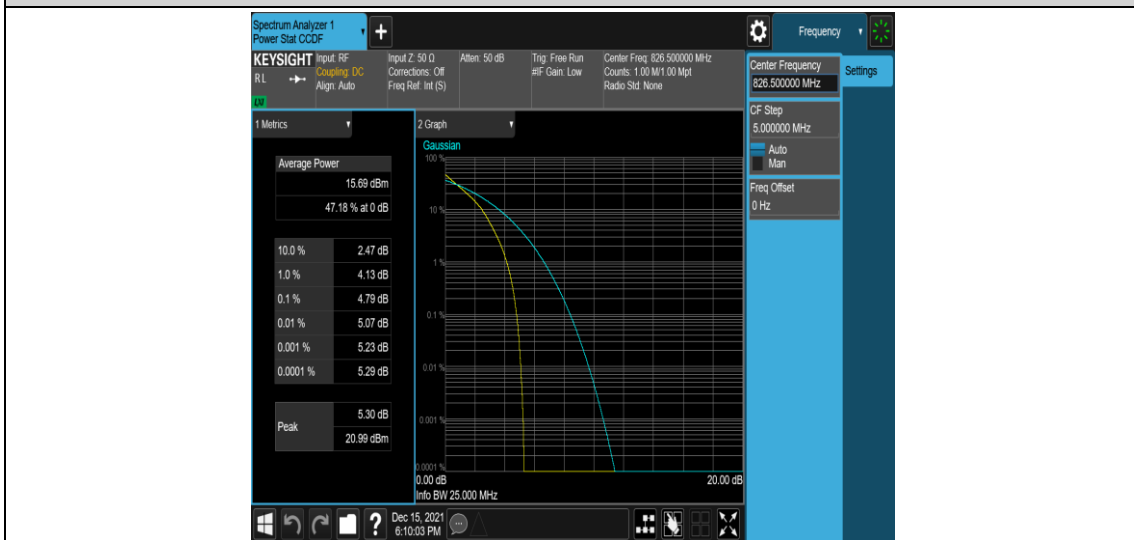 Spectrum Analyzer 1
Power Stat CCDF
+
Frequency
KEYSIGHT
RL
LXI
Input: RF
Coupling: DC
Align: Auto
Input Z: 50 Ω
Corrections: Off
Freq Ref: Int (S)
Atten: 50 dB
Trig: Free Run
#IF Gain: Low
Center Freq: 826.500000 MHz
Counts: 1.00 M/1.00 Mpt
Radio Std: None
Center Frequency
826.500000 MHz
Settings
CF Step
5.000000 MHz
Auto
Man
Freq Offset
0 Hz
1 Metrics
Average Power
15.69 dBm
47.18 % at 0 dB
10.0 % 2.47 dB
1.0 % 4.13 dB
0.1 % 4.79 dB
0.01 % 5.07 dB
0.001 % 5.23 dB
0.0001 % 5.29 dB
Peak 5.30 dB
20.99 dBm
2 Graph
Gaussian
100 %
10 %
1 %
0.1 %
0.01 %
0.001 %
0.0001 %
0.00 dB 20.00 dB
Info BW 25.000 MHz
?
Dec 15, 2021
6:10:03 PM